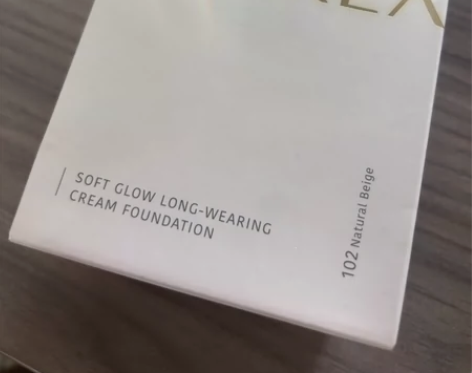 SOFT GLOW LONG-WEARING
CREAM FOUNDATION
102 Natural Beige